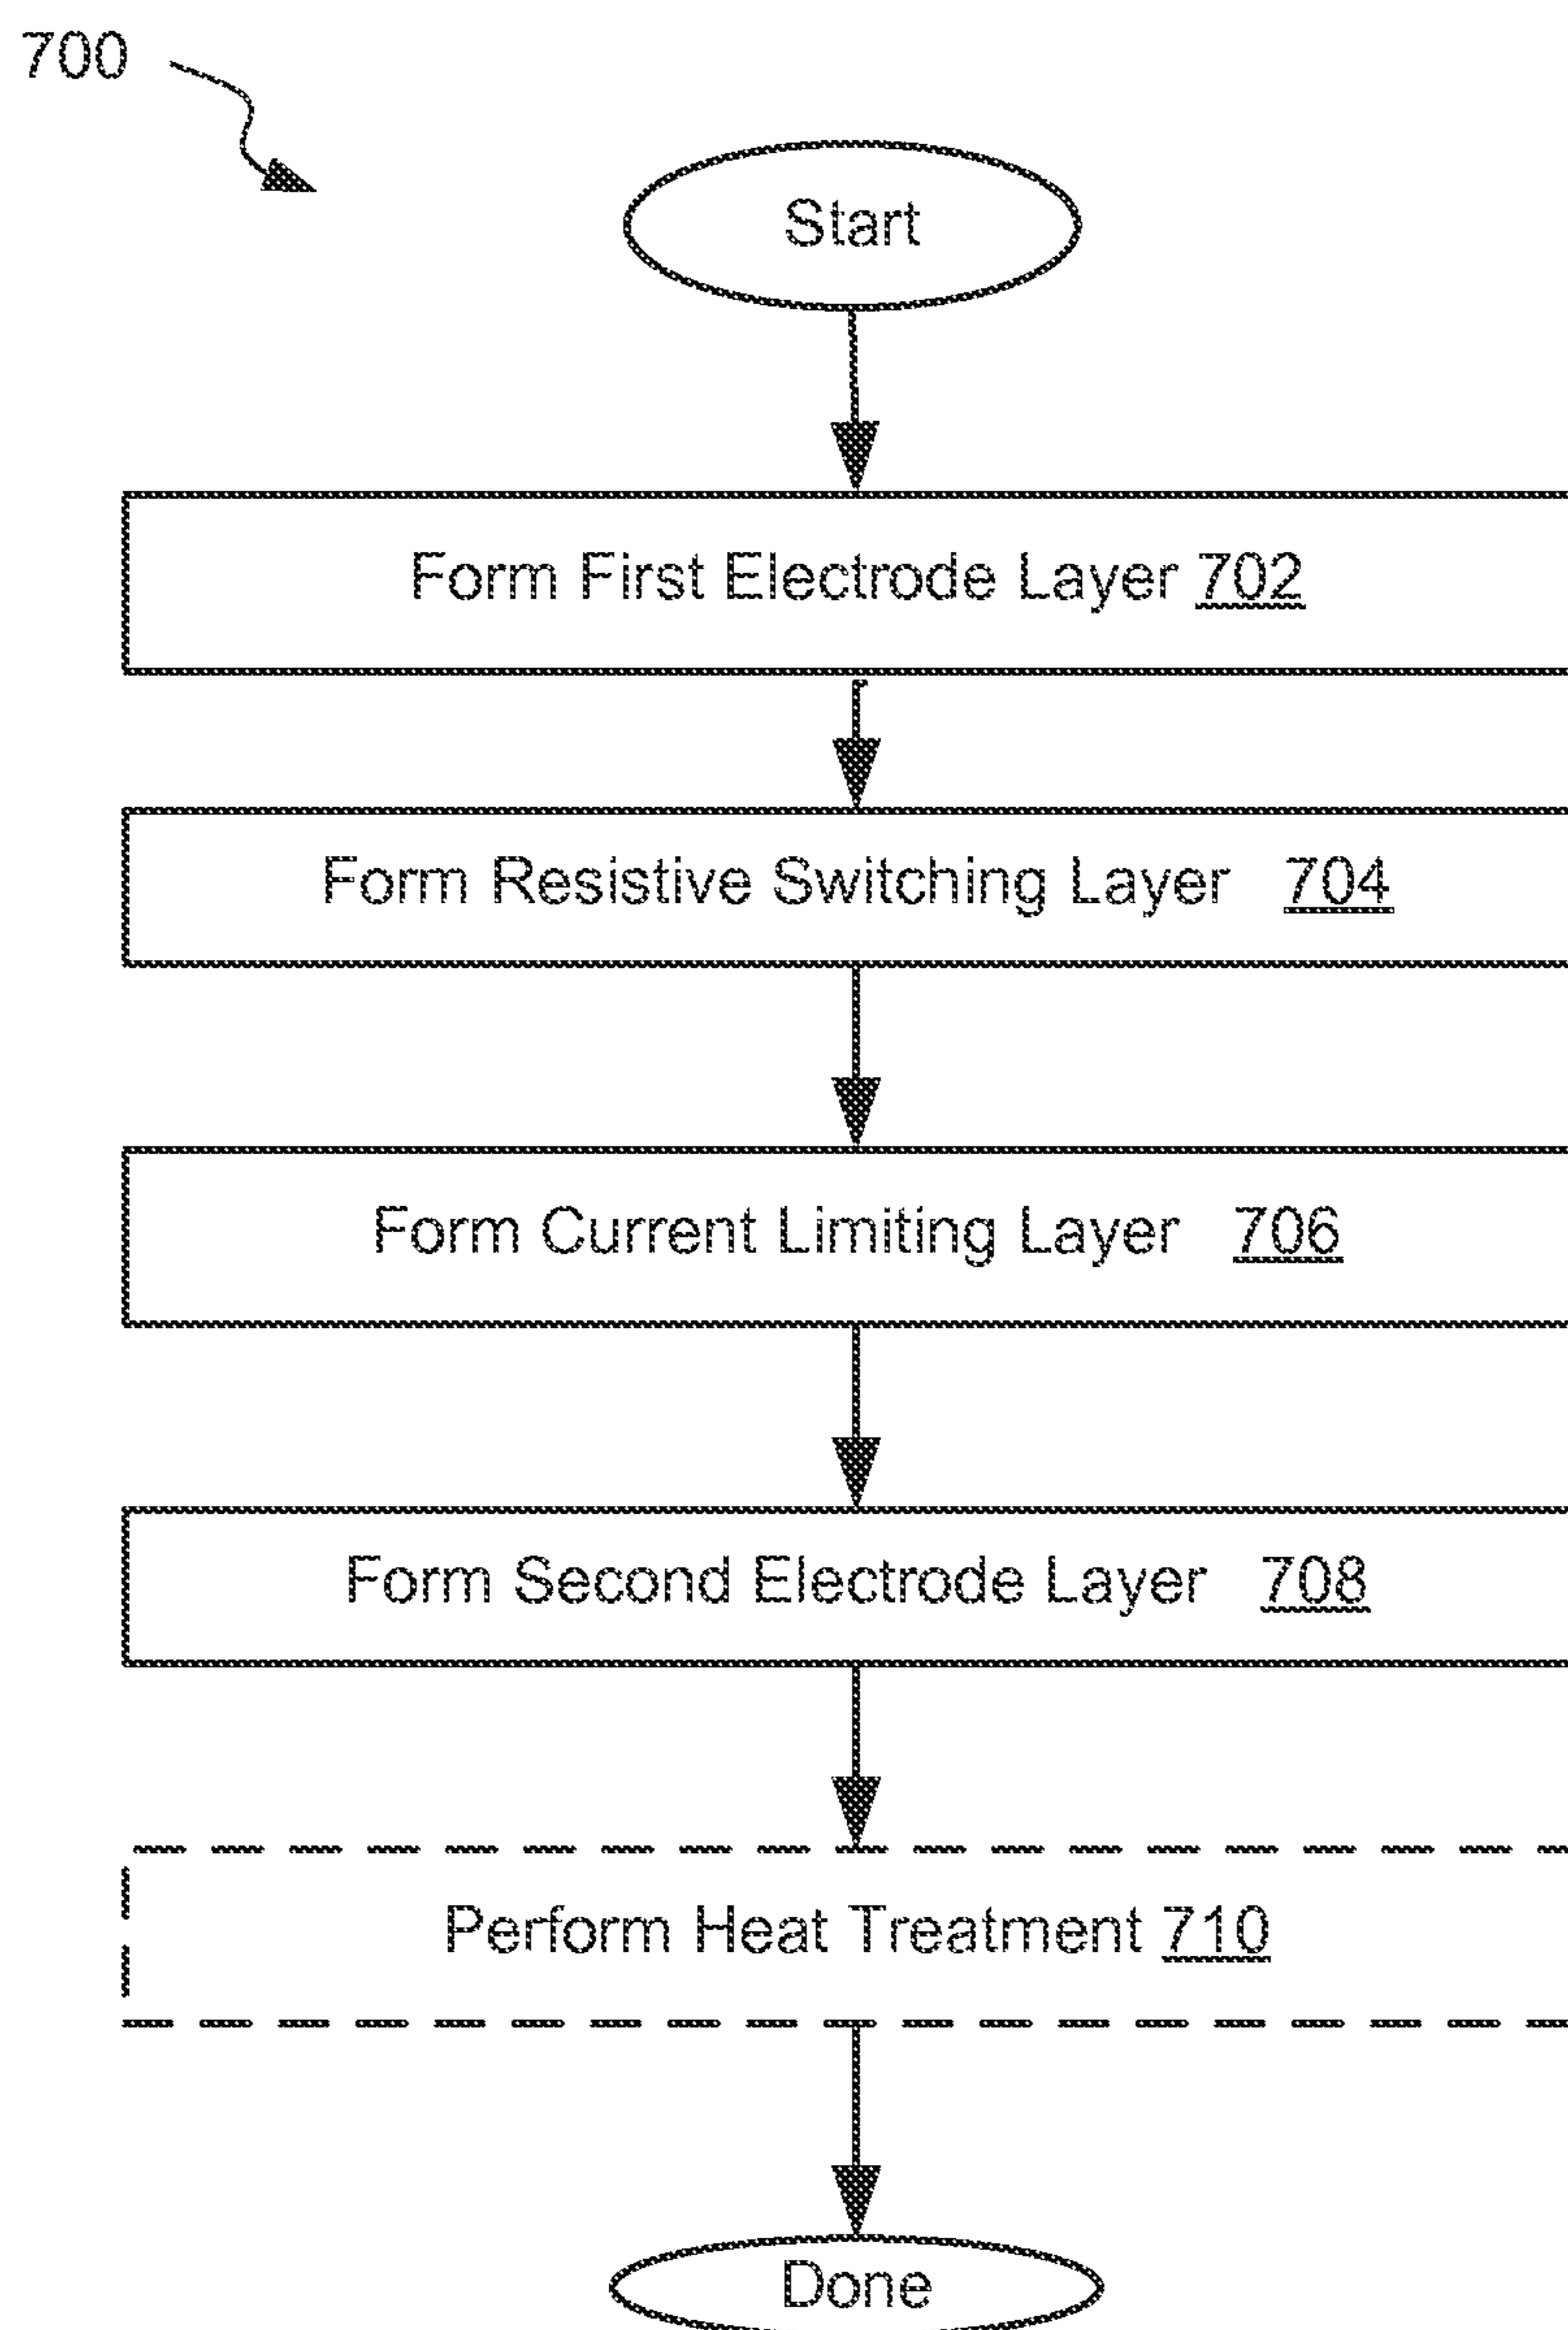 700
Start
Form First Electrode Layer 702
Form Resistive Switching Layer 704
Form Current Limiting Layer 706
Form Second Electrode Layer 708
Perform Heat Treatment 710
Done